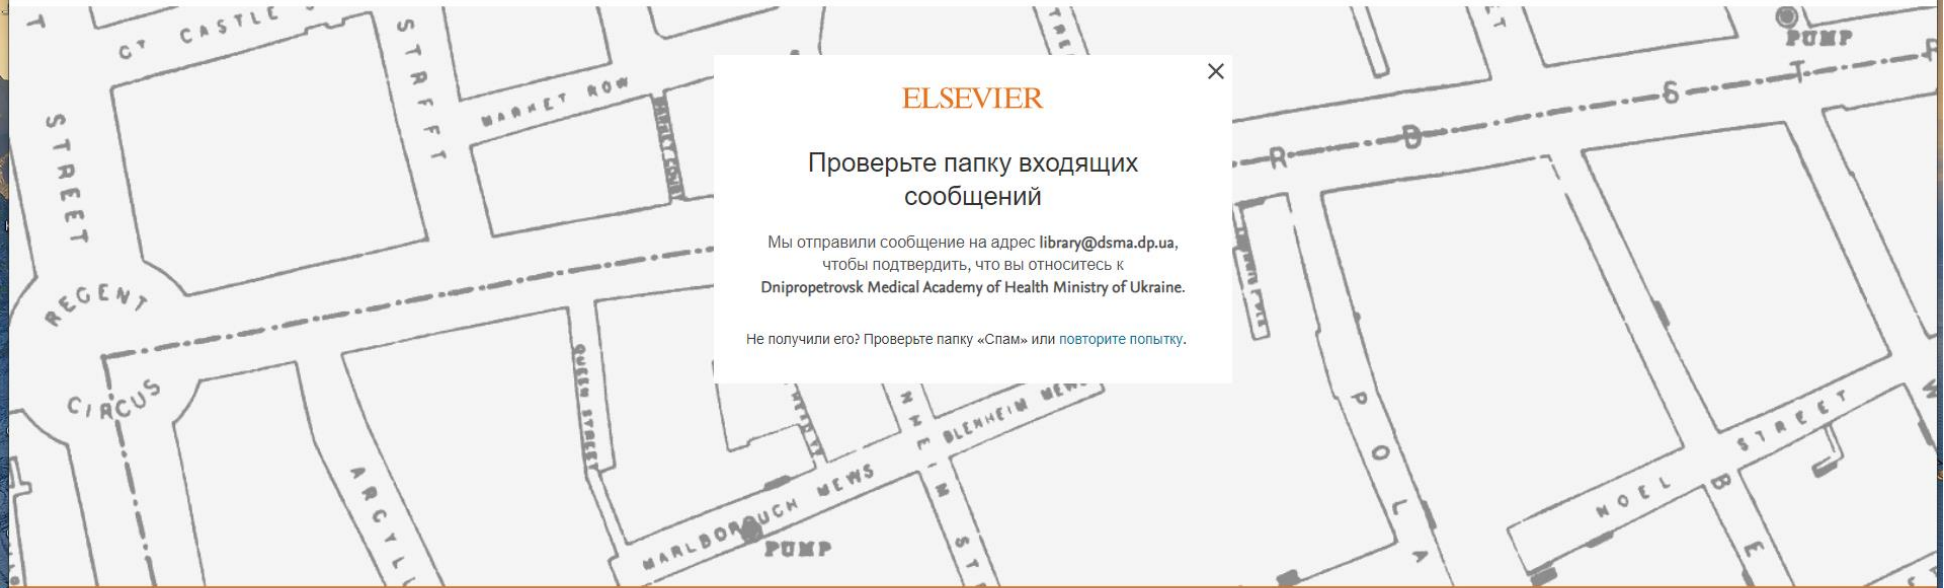 Gᵀ CASTLE
STREET
MARKET ROW
STREET
REGENT
CIRCUS
PUMP
ELSEVIER
Проверьте папку входящих
сообщений
Мы отправили сообщение на адрес library@dsma.dp.ua,
чтобы подтвердить, что вы относитесь к
Dnipropetrovsk Medical Academy of Health Ministry of Ukraine.
Не получили его? Проверьте папку «Спам» или повторите попытку.
QUEEN STREET
BLENHEIM MEWS
MARLBOROUGH MEWS
PUMP
NOEL STREET
POLA
ARGYLL